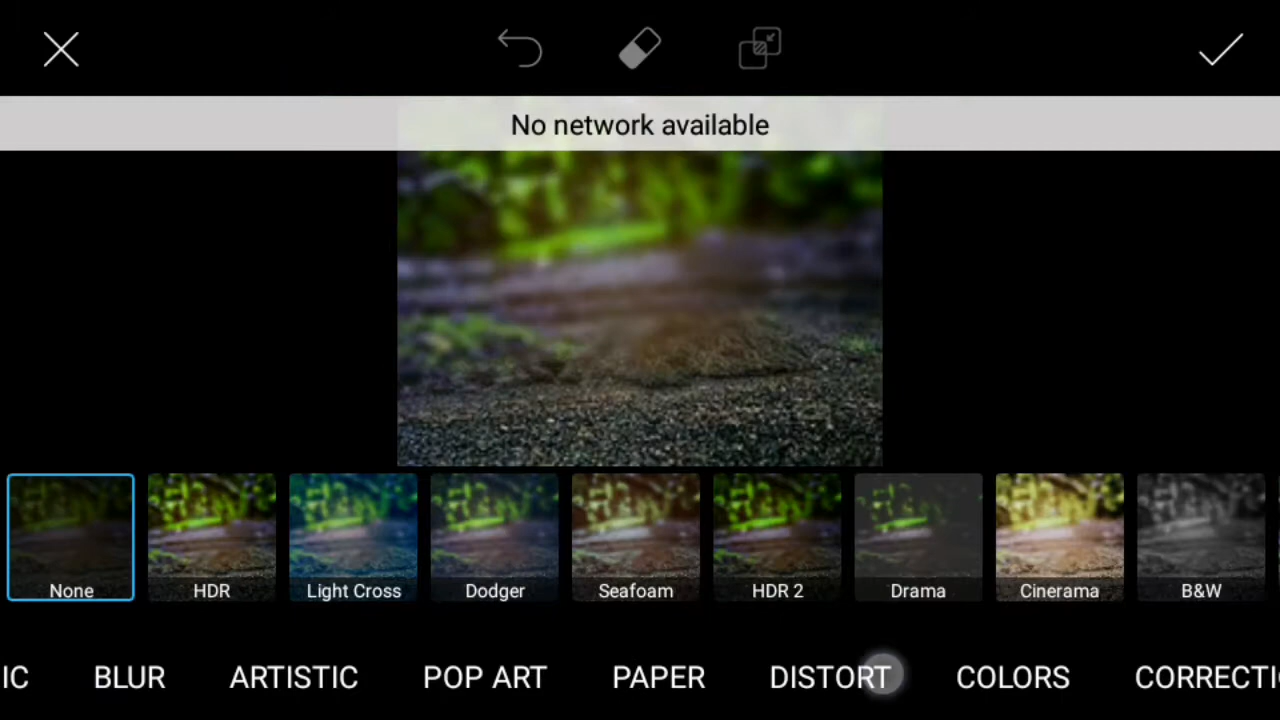 No network available
None HDR Light Cross Dodger Seafoam HDR 2 Drama Cinerama B&W
IC BLUR ARTISTIC POP ART PAPER DISTORT COLORS CORRECTI